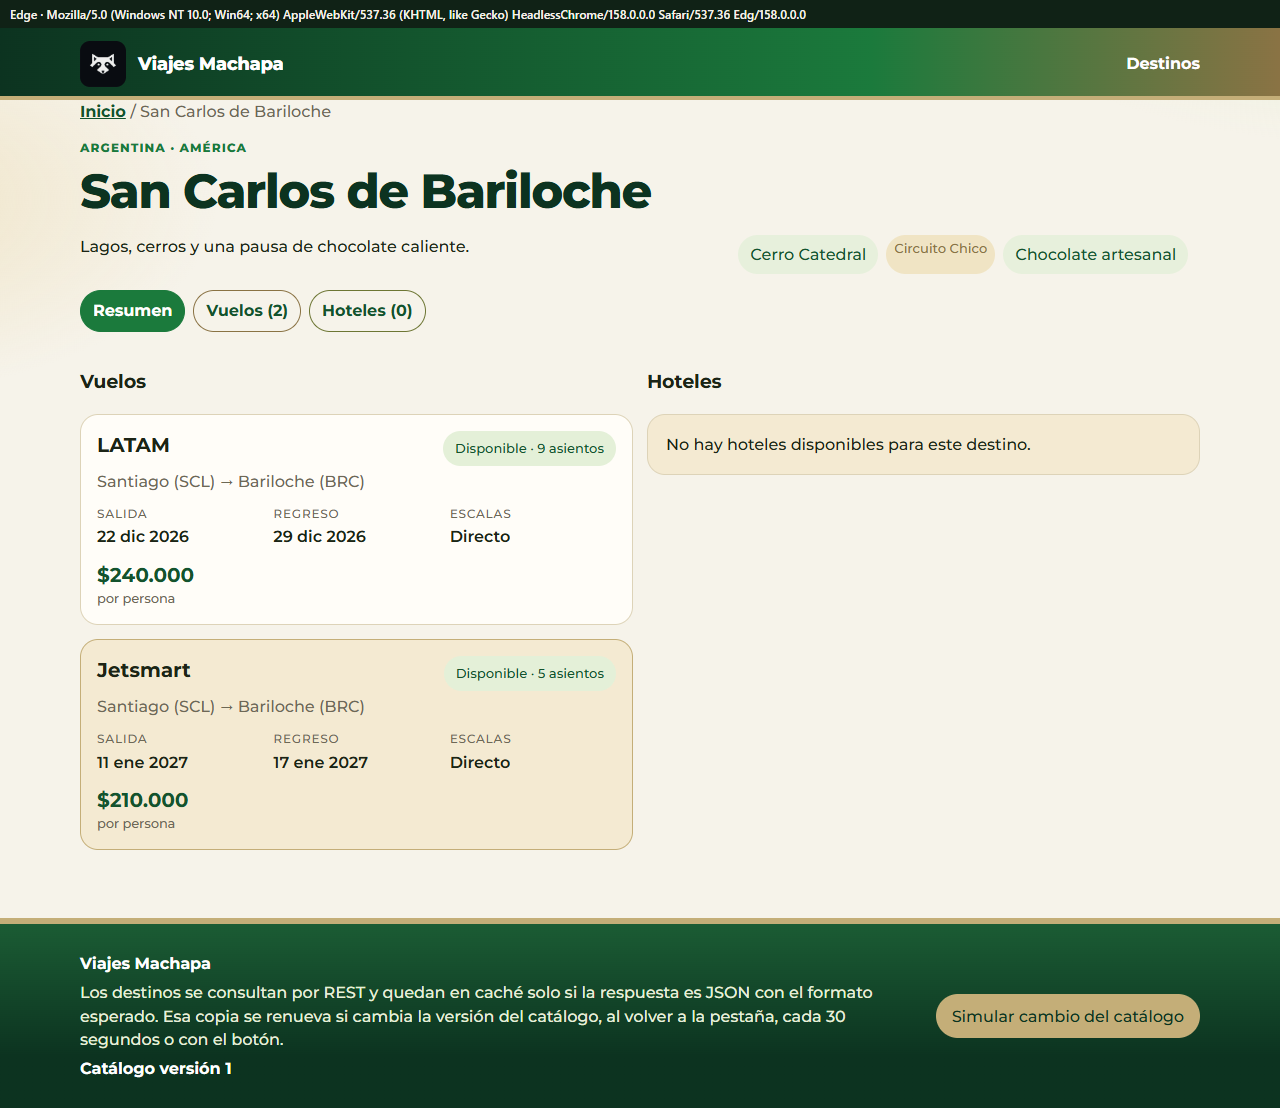 Edge · Mozilla/5.0 (Windows NT 10.0; Win64; x64) AppleWebKit/537.36 (KHTML, like Gecko) HeadlessChrome/158.0.0.0 Safari/537.36 Edg/158.0.0.0
Viajes Machapa
Destinos
Inicio / San Carlos de Bariloche
ARGENTINA · AMÉRICA
San Carlos de Bariloche
Lagos, cerros y una pausa de chocolate caliente.
Cerro Catedral
Circuito Chico
Chocolate artesanal
Resumen
Vuelos (2)
Hoteles (0)
Vuelos
LATAM
Disponible · 9 asientos
Santiago (SCL) → Bariloche (BRC)
SALIDA
REGRESO
ESCALAS
22 dic 2026
29 dic 2026
Directo
$240.000
por persona
Jetsmart
Disponible · 5 asientos
Santiago (SCL) → Bariloche (BRC)
SALIDA
REGRESO
ESCALAS
11 ene 2027
17 ene 2027
Directo
$210.000
por persona
Hoteles
No hay hoteles disponibles para este destino.
Viajes Machapa
Los destinos se consultan por REST y quedan en caché solo si la respuesta es JSON con el formato
esperado. Esa copia se renueva si cambia la versión del catálogo, al volver a la pestaña, cada 30
segundos o con el botón.
Catálogo versión 1
Simular cambio del catálogo